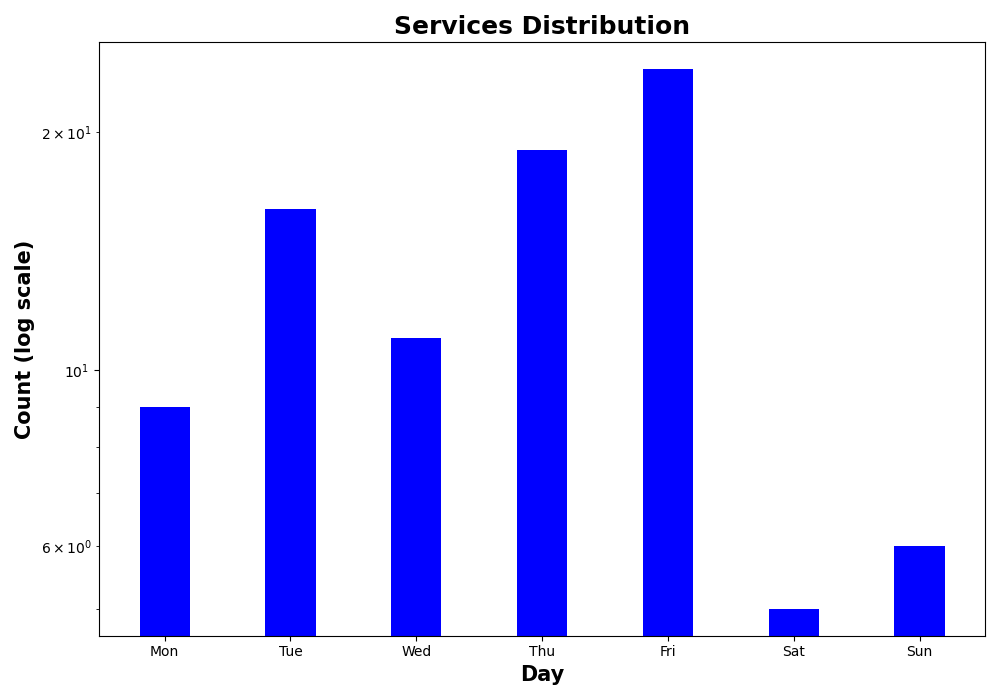 Services Distribution
Count (log scale)
2 × 10¹
10¹
6 × 10⁰
Mon Tue Wed Thu Fri Sat Sun
Day